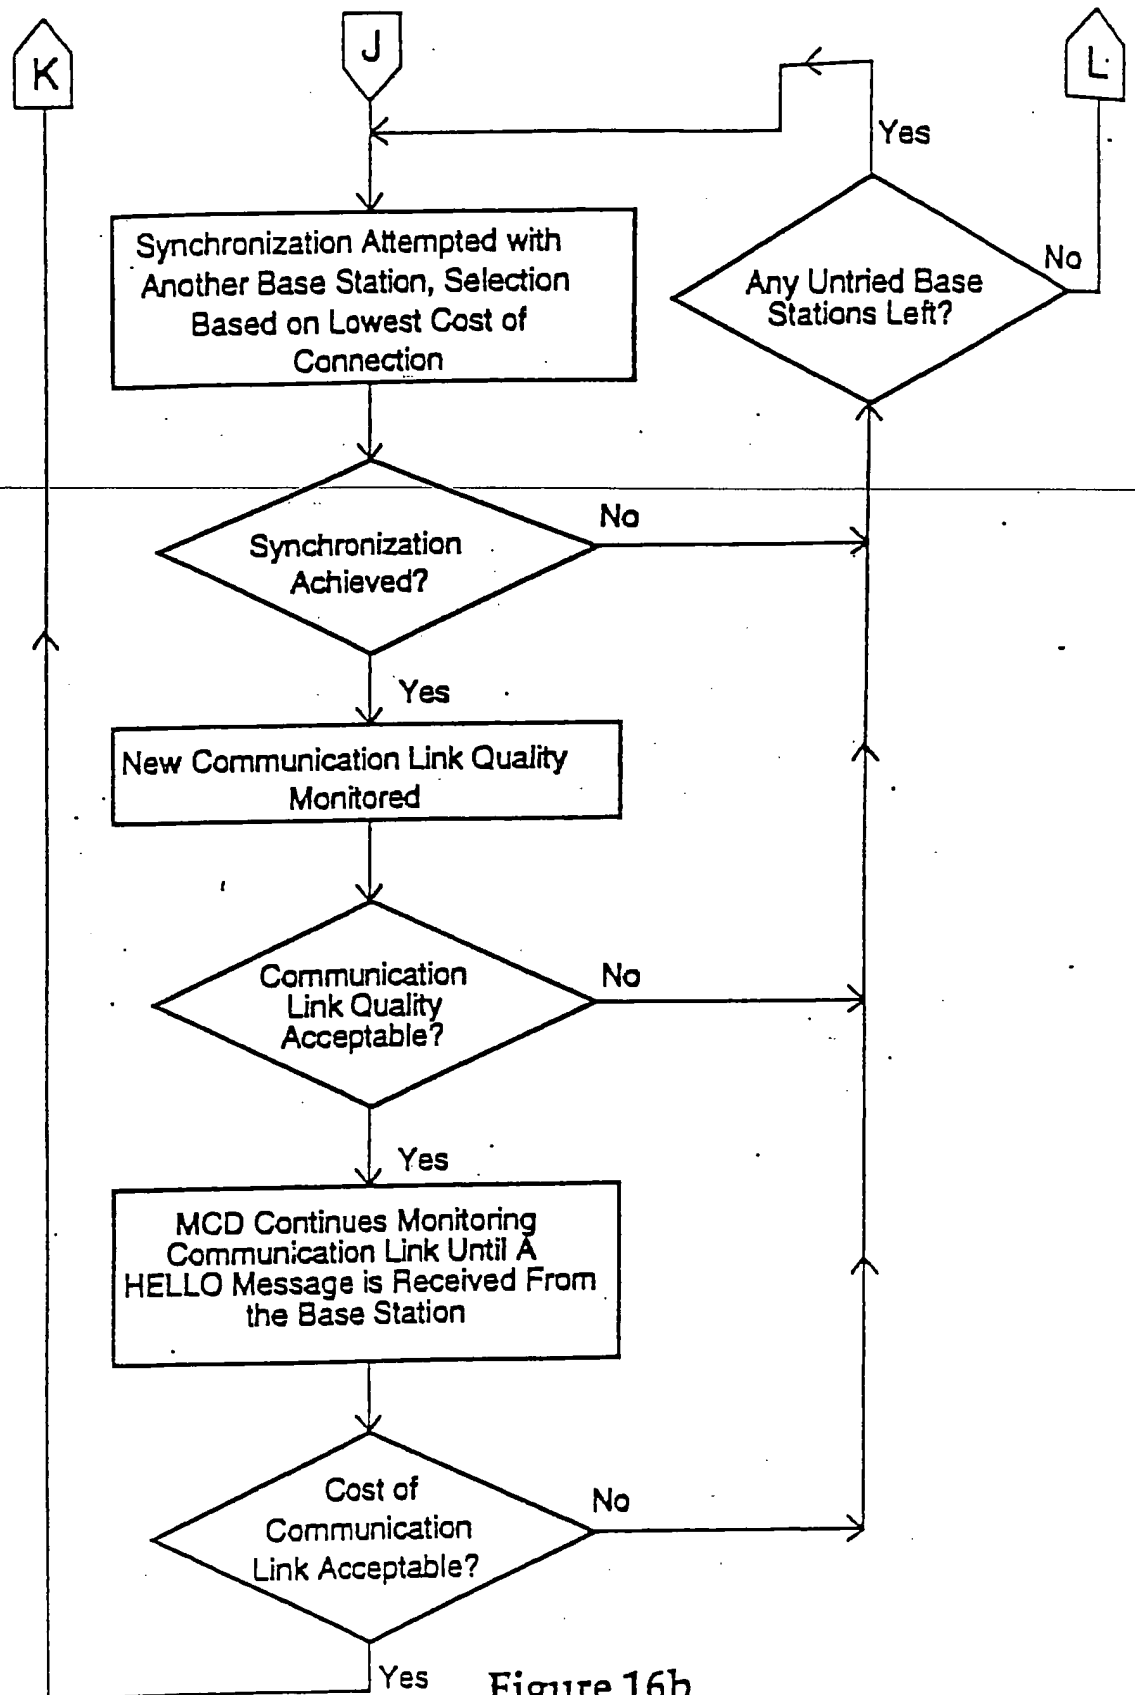 K
J
L
Yes
Synchronization Attempted with
Another Base Station, Selection
Based on Lowest Cost of
Connection
Any Untried Base
Stations Left?
No
Synchronization
Achieved?
No
Yes
New Communication Link Quality
Monitored
Communication
Link Quality
Acceptable?
No
Yes
MCD Continues Monitoring
Communication Link Until A
HELLO Message is Received From
the Base Station
Cost of
Communication
Link Acceptable?
No
Yes
Figure 16b